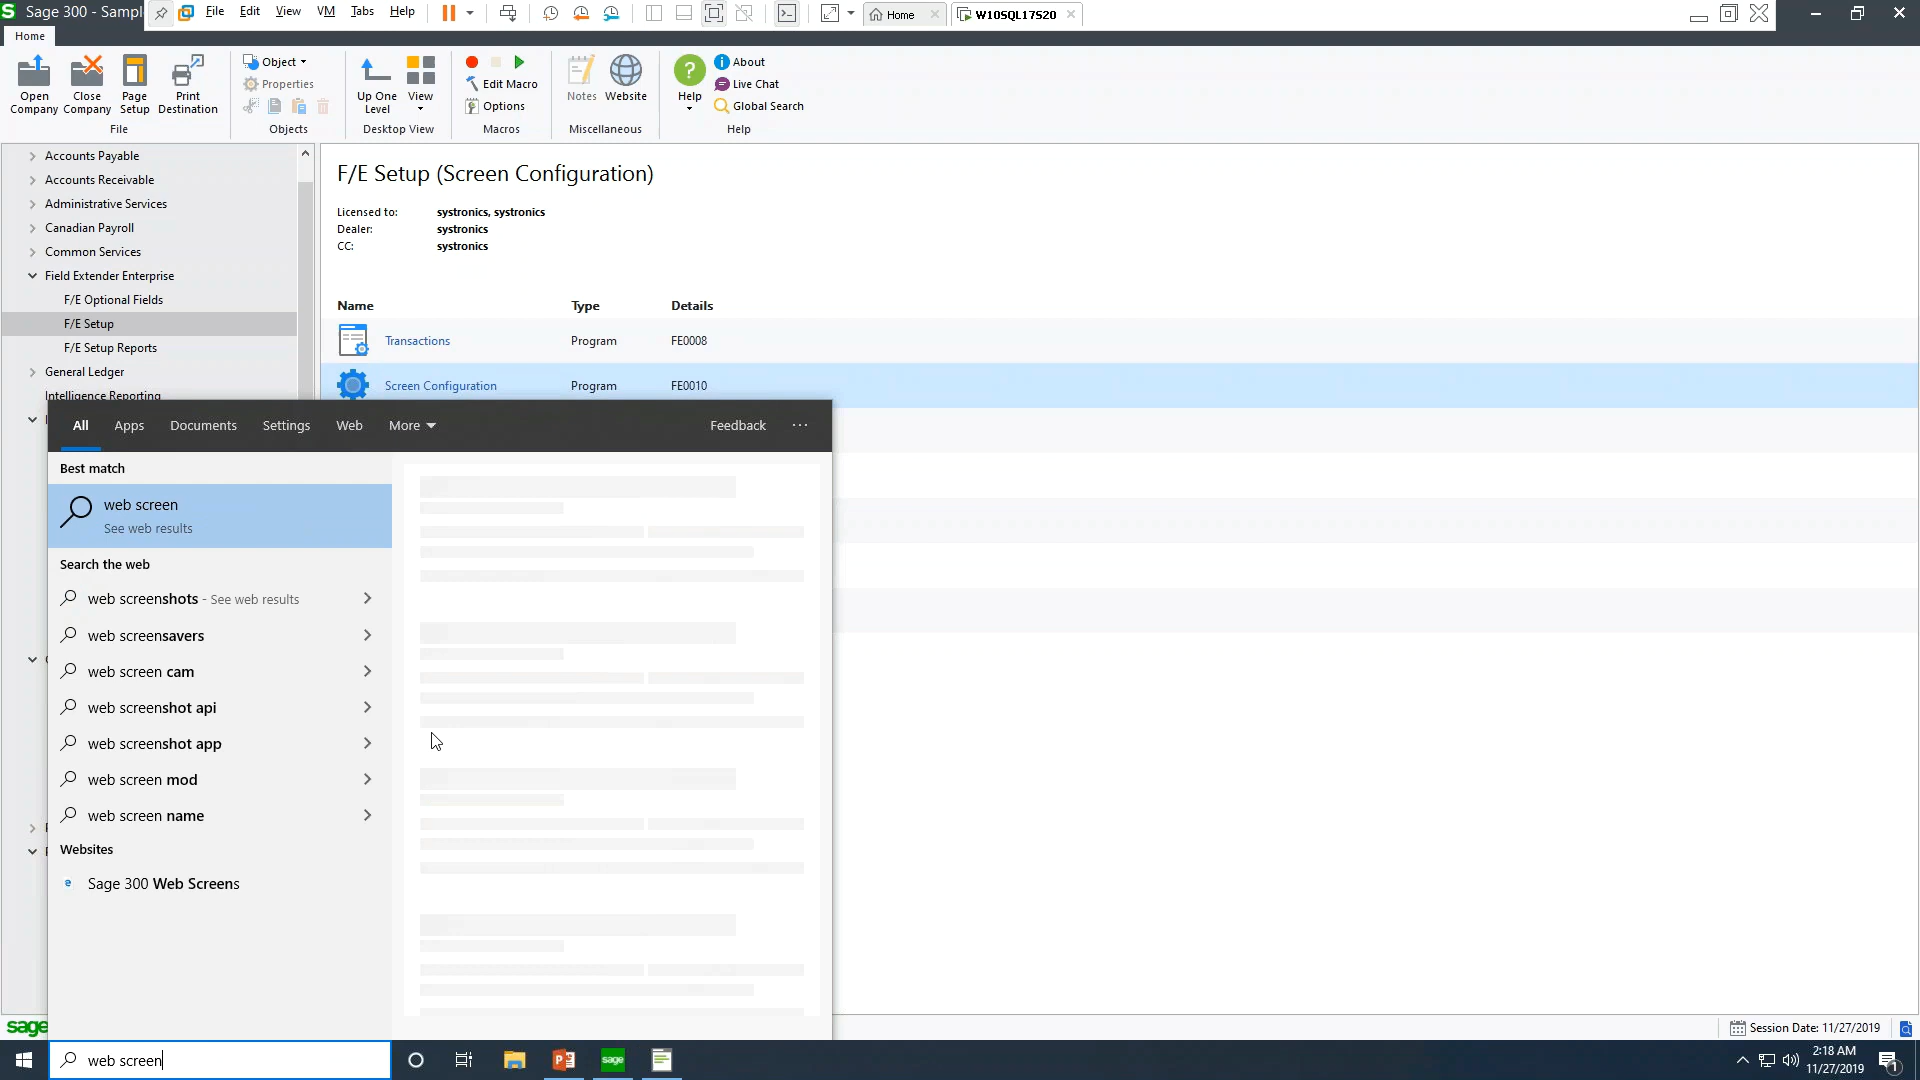 Sage 300 - Sampl
File Edit View VM Tabs Help
Home
W10SQL17S20
Home
Open Company
Close Company
Page Setup
Print Destination
File
Object
Properties
Objects
Up One Level
View
Desktop View
Edit Macro
Options
Macros
Notes
Website
Miscellaneous
Help
About
Live Chat
Global Search
Help
Accounts Payable
Accounts Receivable
Administrative Services
Canadian Payroll
Common Services
Field Extender Enterprise
F/E Optional Fields
F/E Setup
F/E Setup Reports
General Ledger
Intelligence Reporting
F/E Setup (Screen Configuration)
Licensed to: systronics, systronics
Dealer: systronics
CC: systronics
Name Type Details
Transactions Program FE0008
Screen Configuration Program FE0010
All Apps Documents Settings Web More Feedback ...
Best match
web screen
See web results
Search the web
web screenshots - See web results
web screensavers
web screen cam
web screenshot api
web screenshot app
web screen mod
web screen name
Websites
Sage 300 Web Screens
sage
Session Date: 11/27/2019
web screen
sage
2:18 AM
11/27/2019
1